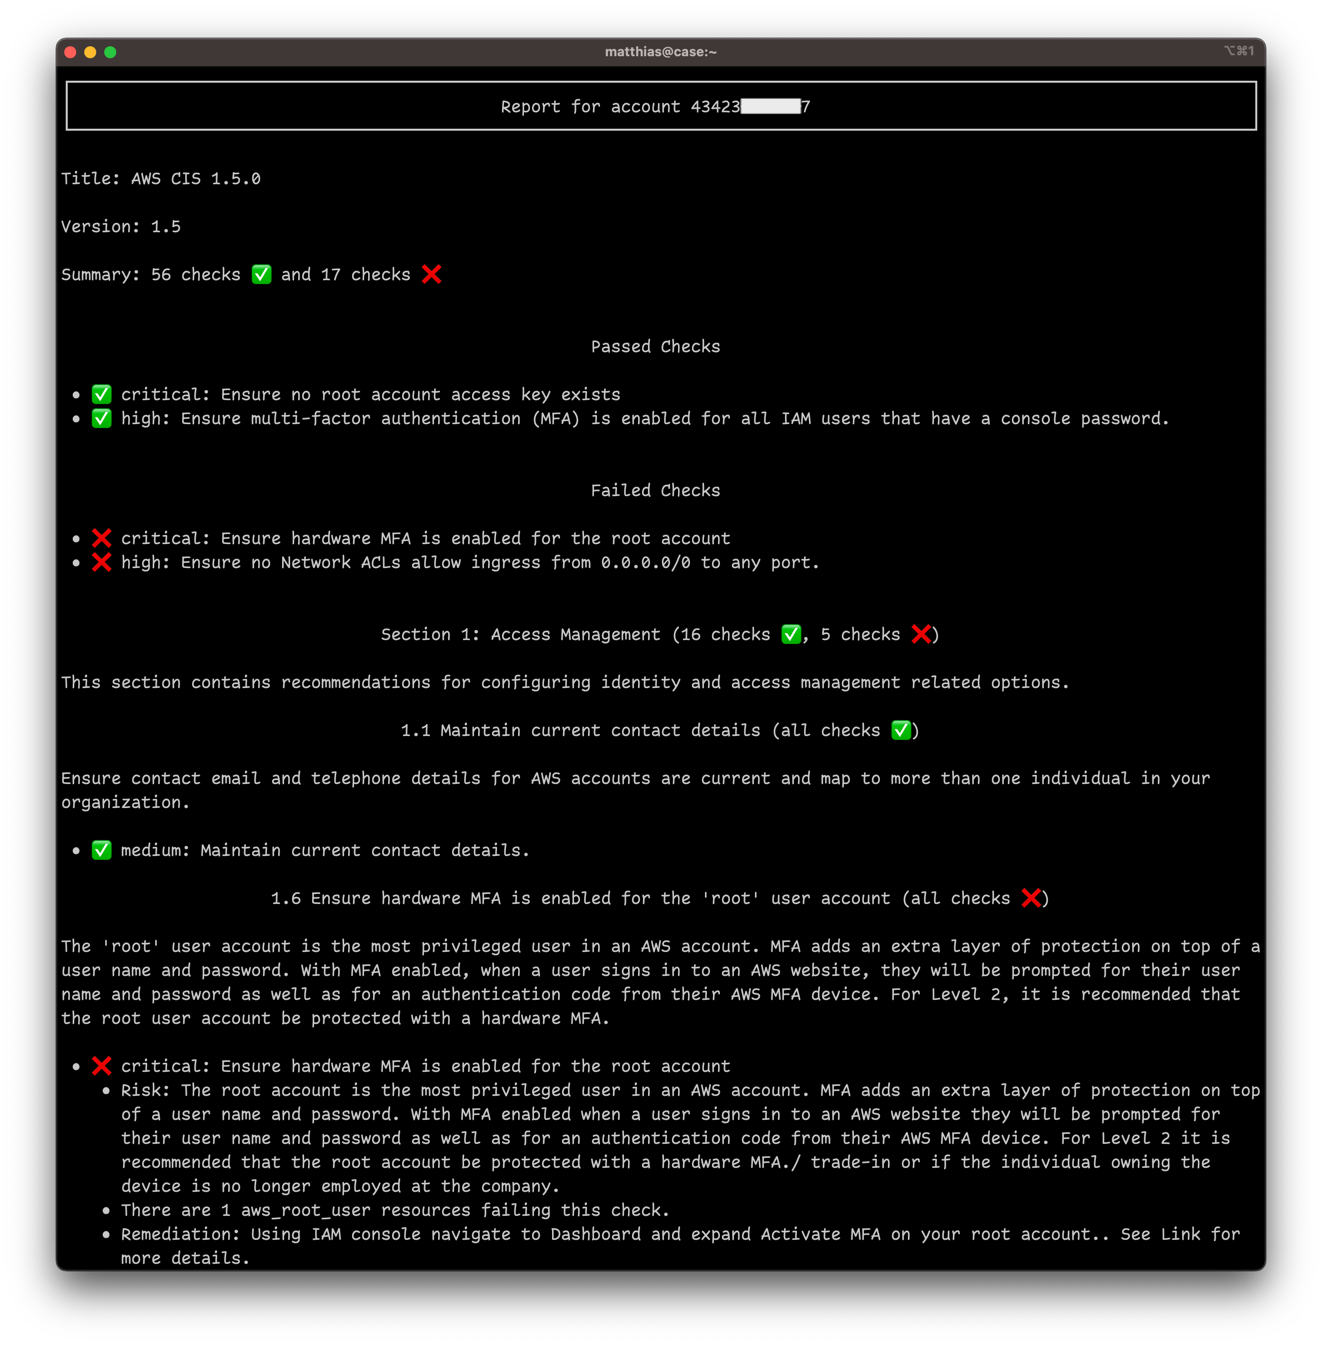 matthias@case:~
⌥⌘1
Report for account 43423 7
Title: AWS CIS 1.5.0
Version: 1.5
Summary: 56 checks ✅ and 17 checks ❌
Passed Checks
• ✅ critical: Ensure no root account access key exists
• ✅ high: Ensure multi-factor authentication (MFA) is enabled for all IAM users that have a console password.
Failed Checks
• ❌ critical: Ensure hardware MFA is enabled for the root account
• ❌ high: Ensure no Network ACLs allow ingress from 0.0.0.0/0 to any port.
Section 1: Access Management (16 checks ✅, 5 checks ❌)
This section contains recommendations for configuring identity and access management related options.
1.1 Maintain current contact details (all checks ✅)
Ensure contact email and telephone details for AWS accounts are current and map to more than one individual in your
organization.
• ✅ medium: Maintain current contact details.
1.6 Ensure hardware MFA is enabled for the 'root' user account (all checks ❌)
The 'root' user account is the most privileged user in an AWS account. MFA adds an extra layer of protection on top of a
user name and password. With MFA enabled, when a user signs in to an AWS website, they will be prompted for their user
name and password as well as for an authentication code from their AWS MFA device. For Level 2, it is recommended that
the root user account be protected with a hardware MFA.
• ❌ critical: Ensure hardware MFA is enabled for the root account
• Risk: The root account is the most privileged user in an AWS account. MFA adds an extra layer of protection on top
of a user name and password. With MFA enabled when a user signs in to an AWS website they will be prompted for
their user name and password as well as for an authentication code from their AWS MFA device. For Level 2 it is
recommended that the root account be protected with a hardware MFA./ trade-in or if the individual owning the
device is no longer employed at the company.
• There are 1 aws_root_user resources failing this check.
• Remediation: Using IAM console navigate to Dashboard and expand Activate MFA on your root account.. See Link for
more details.